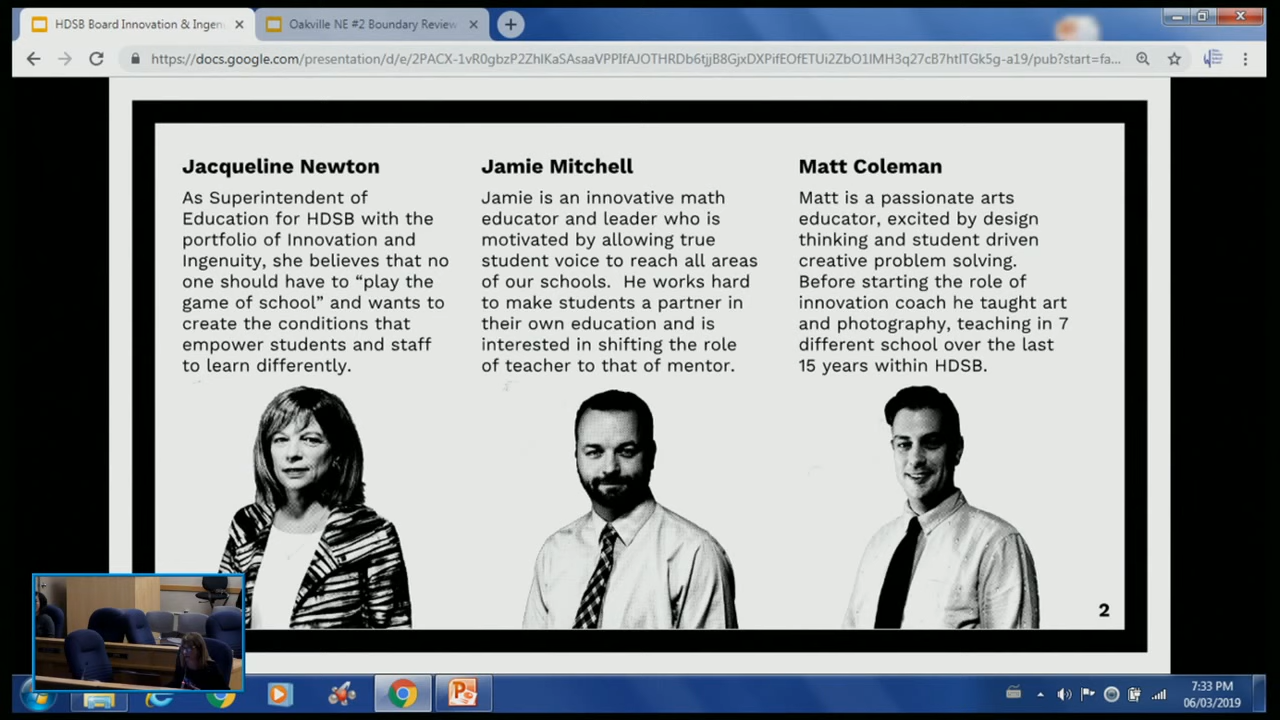 HDSB Board Innovation & Ingen
Oakville NE #2 Boundary Review
https://docs.google.com/presentation/d/e/2PACX-1vR0gbzP2ZhlKaSAsaaVPPlfAJOTHRDb6tjjB8GjxDXPifEOfETUi2ZbO1lMH3q27cB7htlTGk5g-a19/pub?start=fa...
Jacqueline Newton
As Superintendent of
Education for HDSB with the
portfolio of Innovation and
Ingenuity, she believes that no
one should have to “play the
game of school” and wants to
create the conditions that
empower students and staff
to learn differently.
Jamie Mitchell
Jamie is an innovative math
educator and leader who is
motivated by allowing true
student voice to reach all areas
of our schools. He works hard
to make students a partner in
their own education and is
interested in shifting the role
of teacher to that of mentor.
Matt Coleman
Matt is a passionate arts
educator, excited by design
thinking and student driven
creative problem solving.
Before starting the role of
innovation coach he taught art
and photography, teaching in 7
different school over the last
15 years within HDSB.
2
7:33 PM
06/03/2019